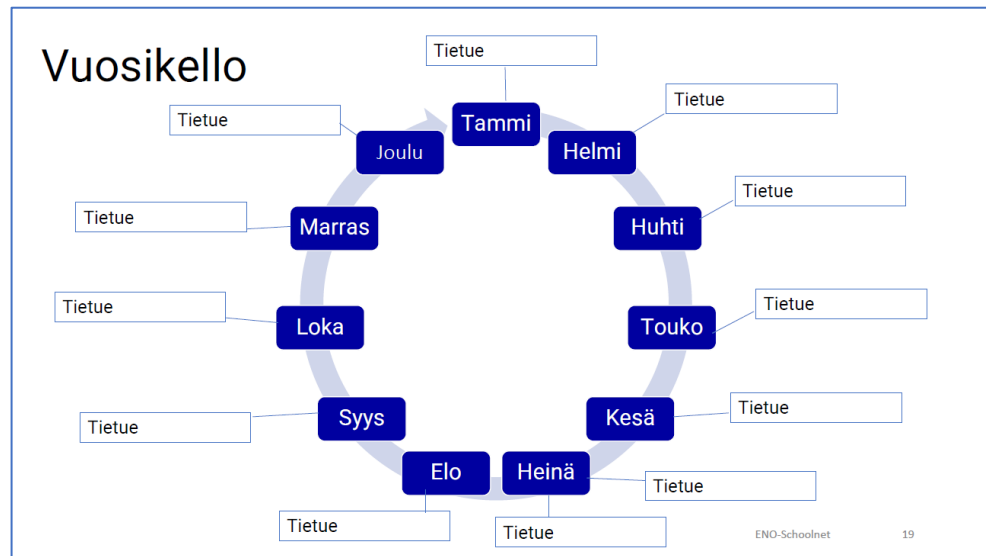 Vuosikello
Tietue
Tammi
Tietue
Helmi
Tietue
Huhti
Tietue
Touko
Tietue
Kesä
Tietue
Heinä
Tietue
Elo
Tietue
Syys
Tietue
Loka
Tietue
Marras
Tietue
Joulu
Tietue
ENO-Schoolnet 19